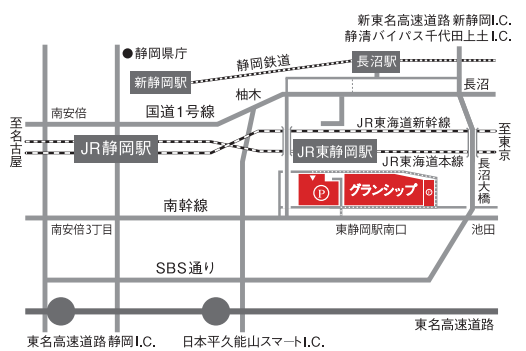 新東名高速道路 新静岡I.C.
静清バイパス千代田上土I.C.
●静岡県庁
静岡鉄道
長沼駅
新静岡駅
柚木
長沼
南安倍
国道1号線
JR東海道新幹線
至名古屋
JR静岡駅
JR東静岡駅
至東京
JR東海道本線
長沼大橋
P
グランシップ
P
南幹線
南安倍3丁目
東静岡駅南口
池田
SBS通り
東名高速道路
東名高速道路 静岡I.C.
日本平久能山スマートI.C.